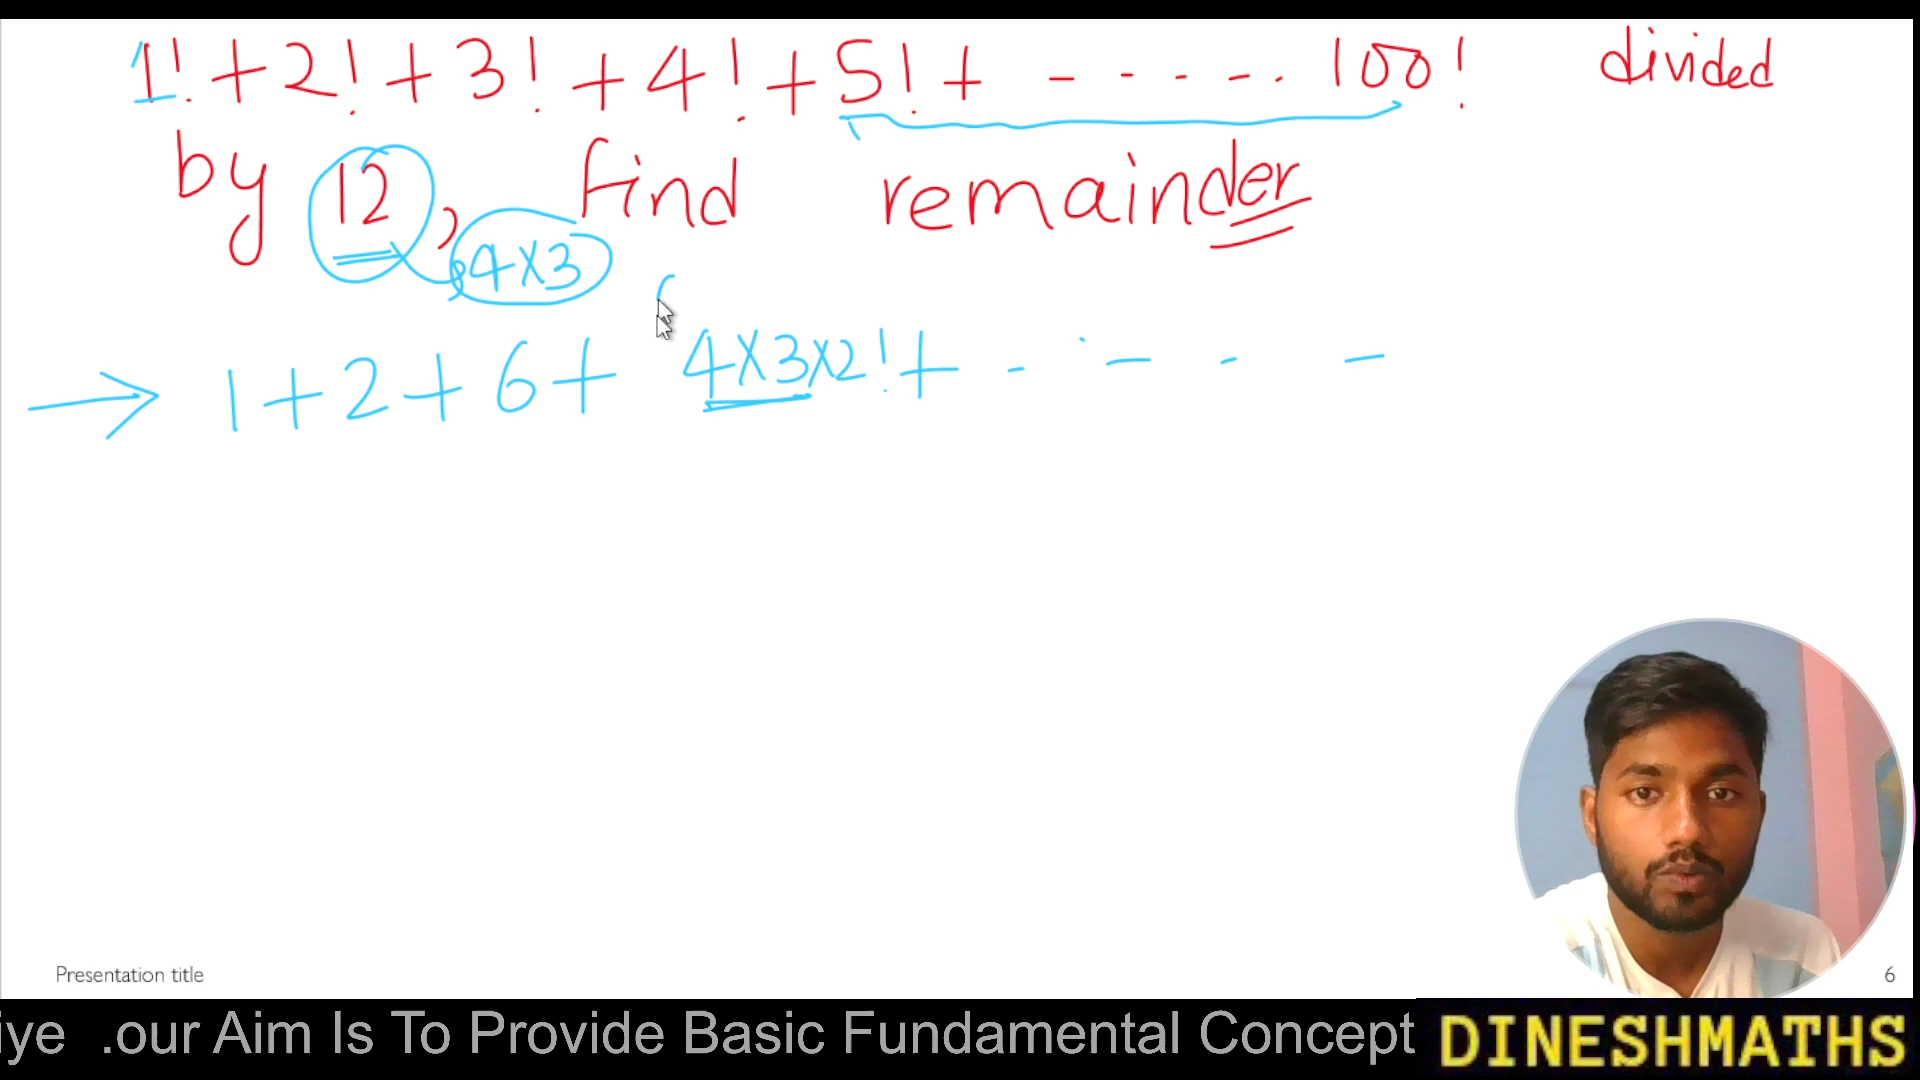 1! + 2! + 3! + 4! + 5! + - - - - - . 100! divided
by 12, find remainder
4×3
→ 1 + 2 + 6 + 4×3×2! + - - - - -
Presentation title
6
iye .our Aim Is To Provide Basic Fundamental Concept
DINESHMATHS